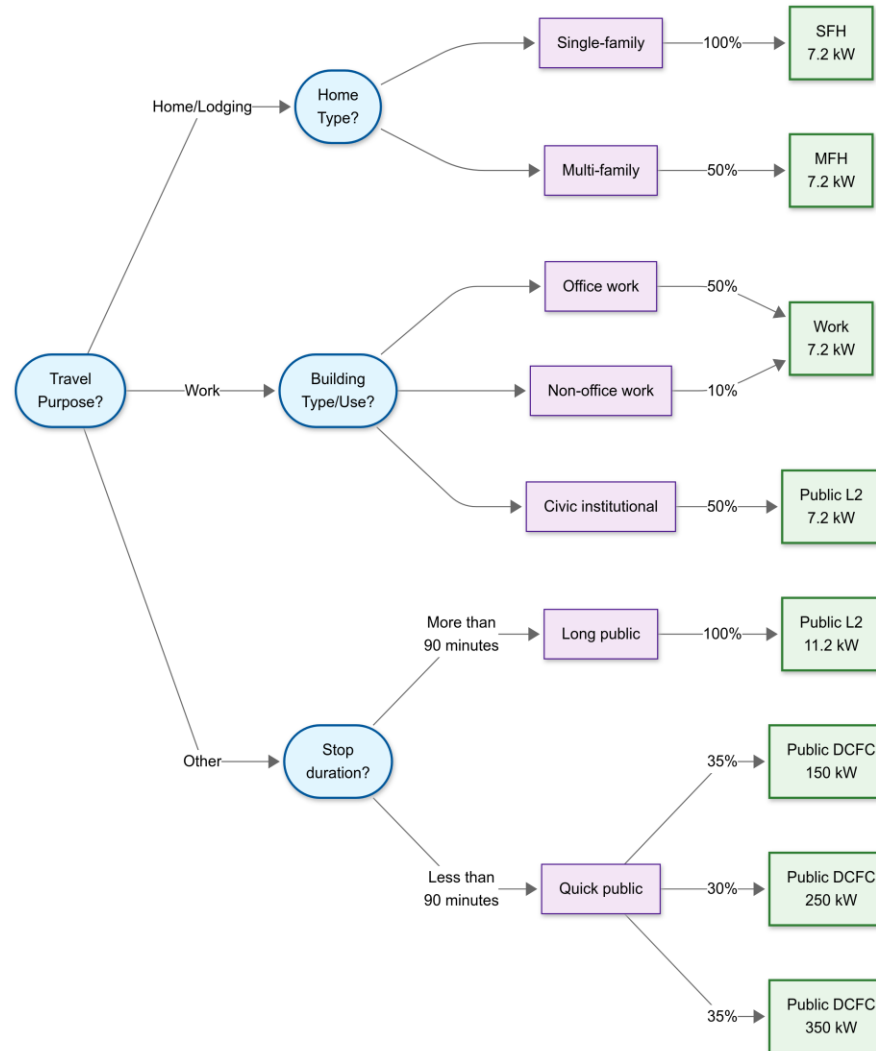 Single-family
100%
SFH
7.2 kW
Home/Lodging
Home
Type?
Multi-family
50%
MFH
7.2 kW
Office work
50%
Work
7.2 kW
Travel
Purpose?
Work
Building
Type/Use?
Non-office work
10%
Civic institutional
50%
Public L2
7.2 kW
More than
90 minutes
Long public
100%
Public L2
11.2 kW
Other
Stop
duration?
35%
Public DCFC
150 kW
Less than
90 minutes
Quick public
30%
Public DCFC
250 kW
35%
Public DCFC
350 kW